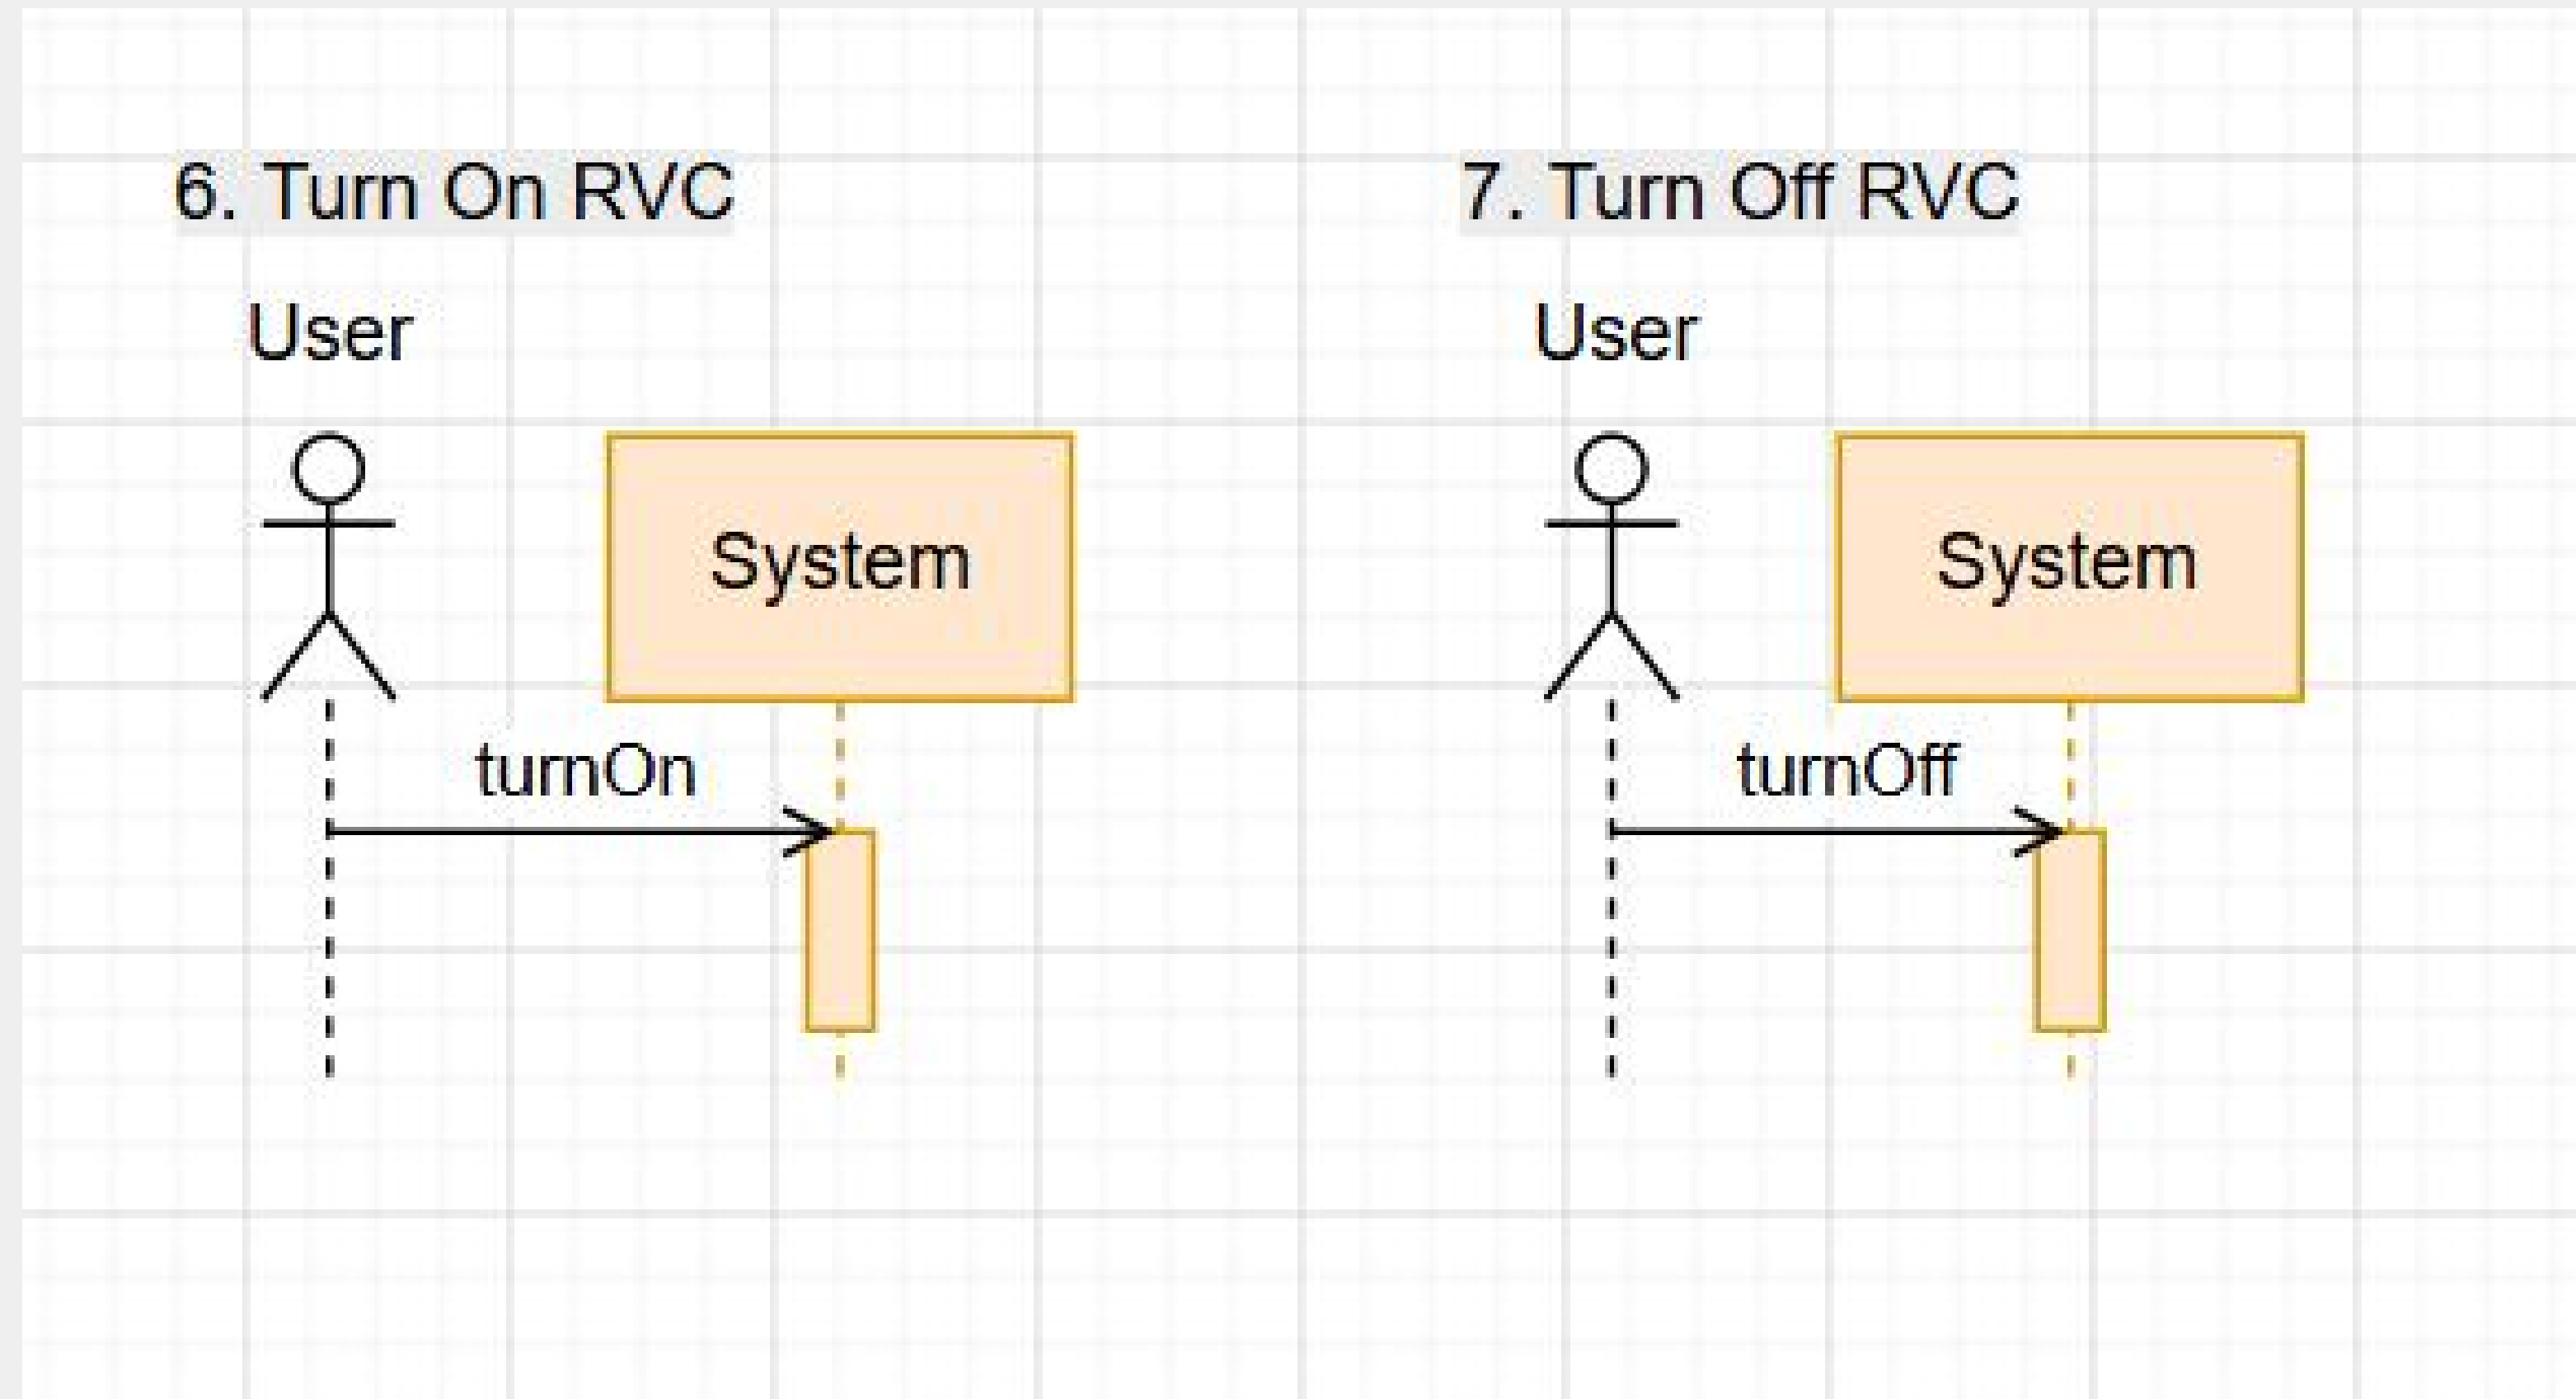 6. Turn On RVC
User
System
turnOn
7. Turn Off RVC
User
System
turnOff